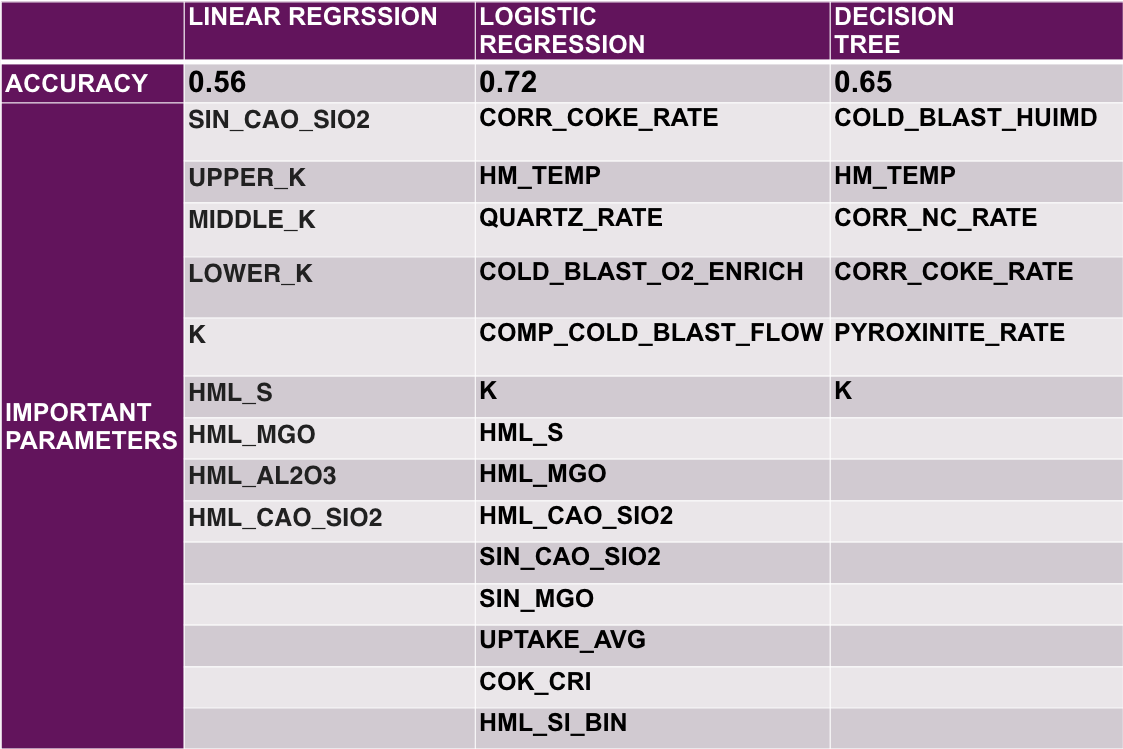 LINEAR REGRSSION
LOGISTIC
REGRESSION
DECISION
TREE
ACCURACY
0.56
0.72
0.65
IMPORTANT
PARAMETERS
SIN_CAO_SIO2
CORR_COKE_RATE
COLD_BLAST_HUIMD
UPPER_K
HM_TEMP
HM_TEMP
MIDDLE_K
QUARTZ_RATE
CORR_NC_RATE
LOWER_K
COLD_BLAST_O2_ENRICH
CORR_COKE_RATE
K
COMP_COLD_BLAST_FLOW
PYROXINITE_RATE
HML_S
K
K
HML_MGO
HML_S
HML_AL2O3
HML_MGO
HML_CAO_SIO2
HML_CAO_SIO2
SIN_CAO_SIO2
SIN_MGO
UPTAKE_AVG
COK_CRI
HML_SI_BIN